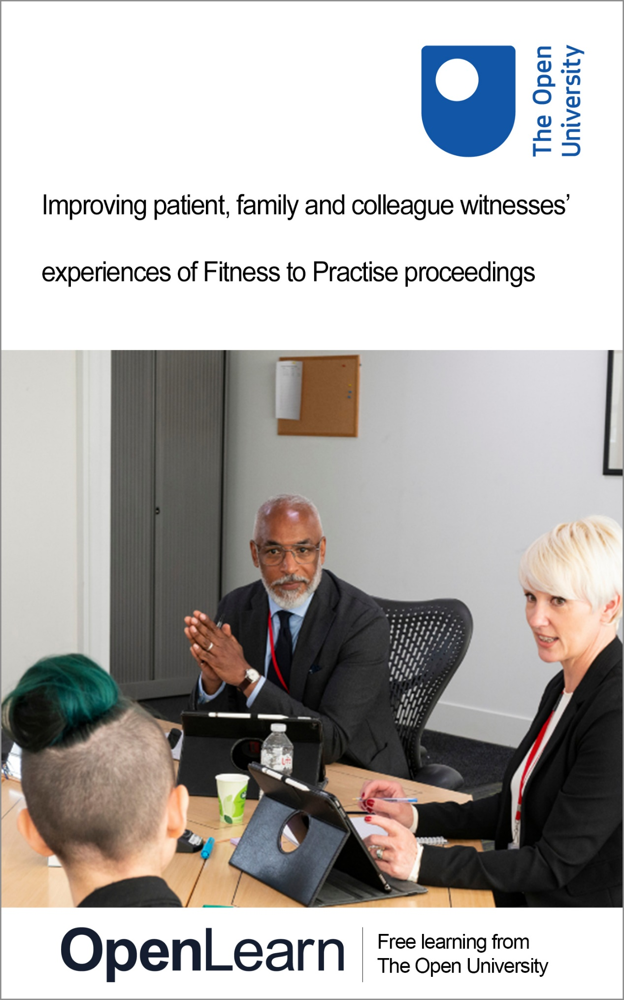 The Open
University
Improving patient, family and colleague witnesses’
experiences of Fitness to Practise proceedings
OpenLearn
Free learning from
The Open University